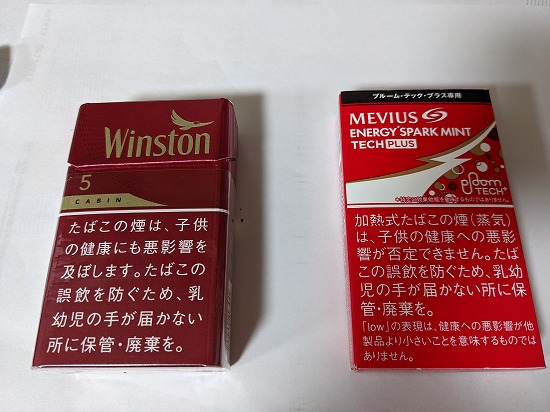 Winston
5
CABIN
たばこの煙は、子供
の健康にも悪影響を
及ぼします。たばこの
誤飲を防ぐため、乳
幼児の手が届かない
所に保管・廃棄を。
プルーム・テック・プラス専用
MEVIUS
ENERGY SPARK MINT
TECH PLUS
Ploom
TECH+
加熱式たばこの煙(蒸気)
は、子供の健康への悪影
響が否定できません。たば
この誤飲を防ぐため、乳幼
児の手が届かない所に保
管・廃棄を。
「low」の表現は、健康への悪影響が他
製品より小さいことを意味するものでは
ありません。